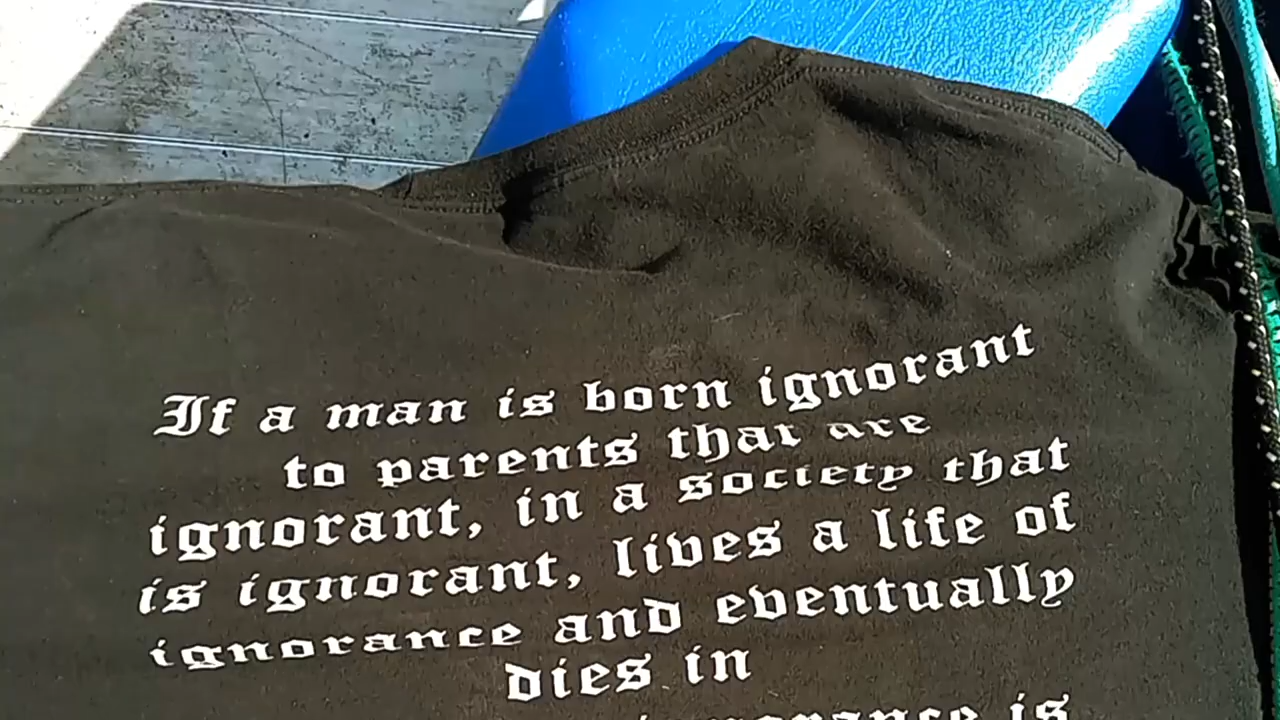 If a man is born ignorant
to parents that are
ignorant, in a society that
is ignorant, lives a life of
ignorance and eventually
dies in
is